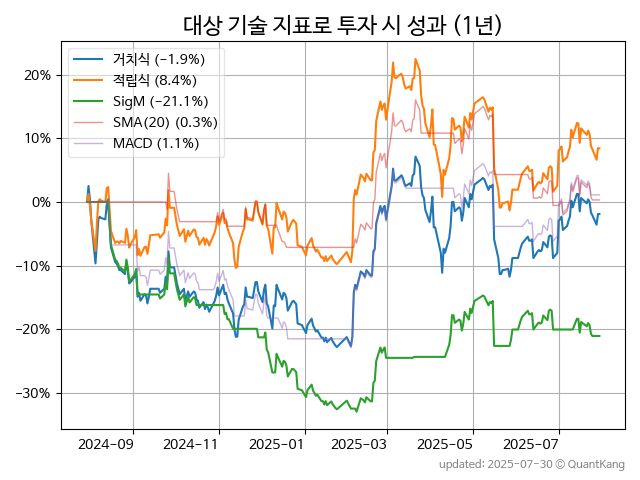 대상 기술 지표로 투자 시 성과 (1년)
거치식 (−1.9%)
적립식 (8.4%)
SigM (−21.1%)
SMA(20) (0.3%)
MACD (1.1%)
20%
10%
0%
−10%
−20%
−30%
2024-09
2024-11
2025-01
2025-03
2025-05
2025-07
updated: 2025-07-30 © QuantKang